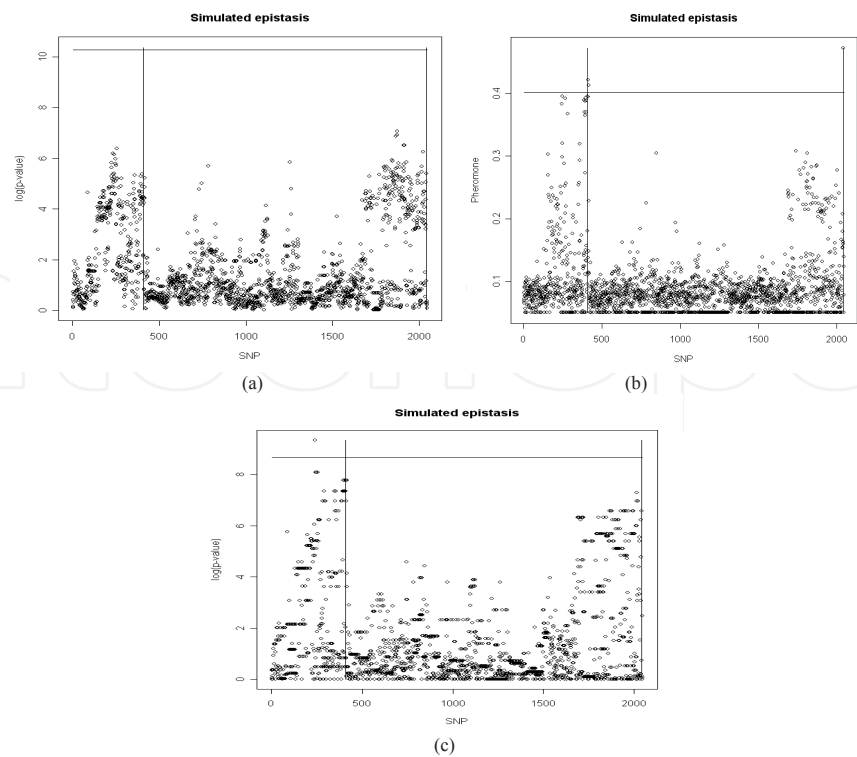 Simulated epistasis
Simulated epistasis
log(p-value)
10
8
6
4
2
0
0 500 1000 1500 2000
SNP
Pheromone
0.4
0.3
0.2
0.1
0 500 1000 1500 2000
SNP
(a)
(b)
Simulated epistasis
log(p-value)
8
6
4
2
0
0 500 1000 1500 2000
SNP
(c)